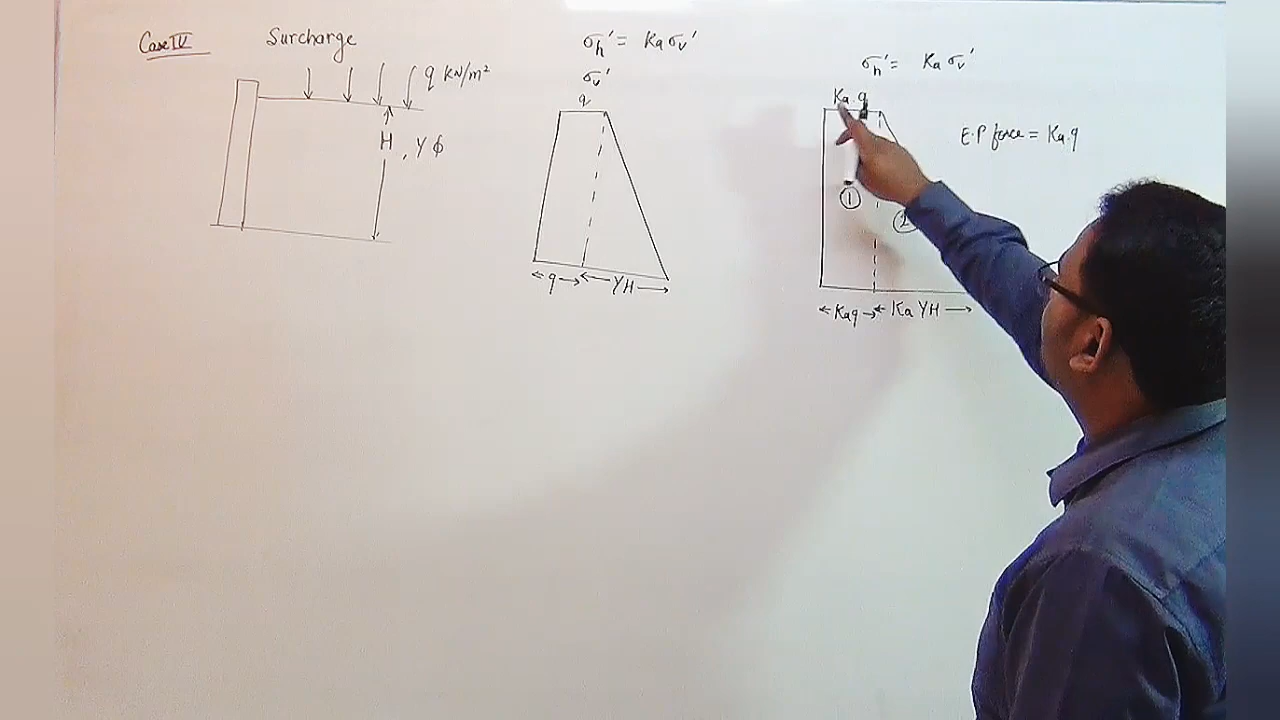 Case IV
Surcharge
q kN/m²
H , γ φ
σh' = Ka σv'
σv'
q
q
γH
σh' = Ka σv'
Ka. q
E.P force = Ka.q
1
2
Kaq
Ka γH